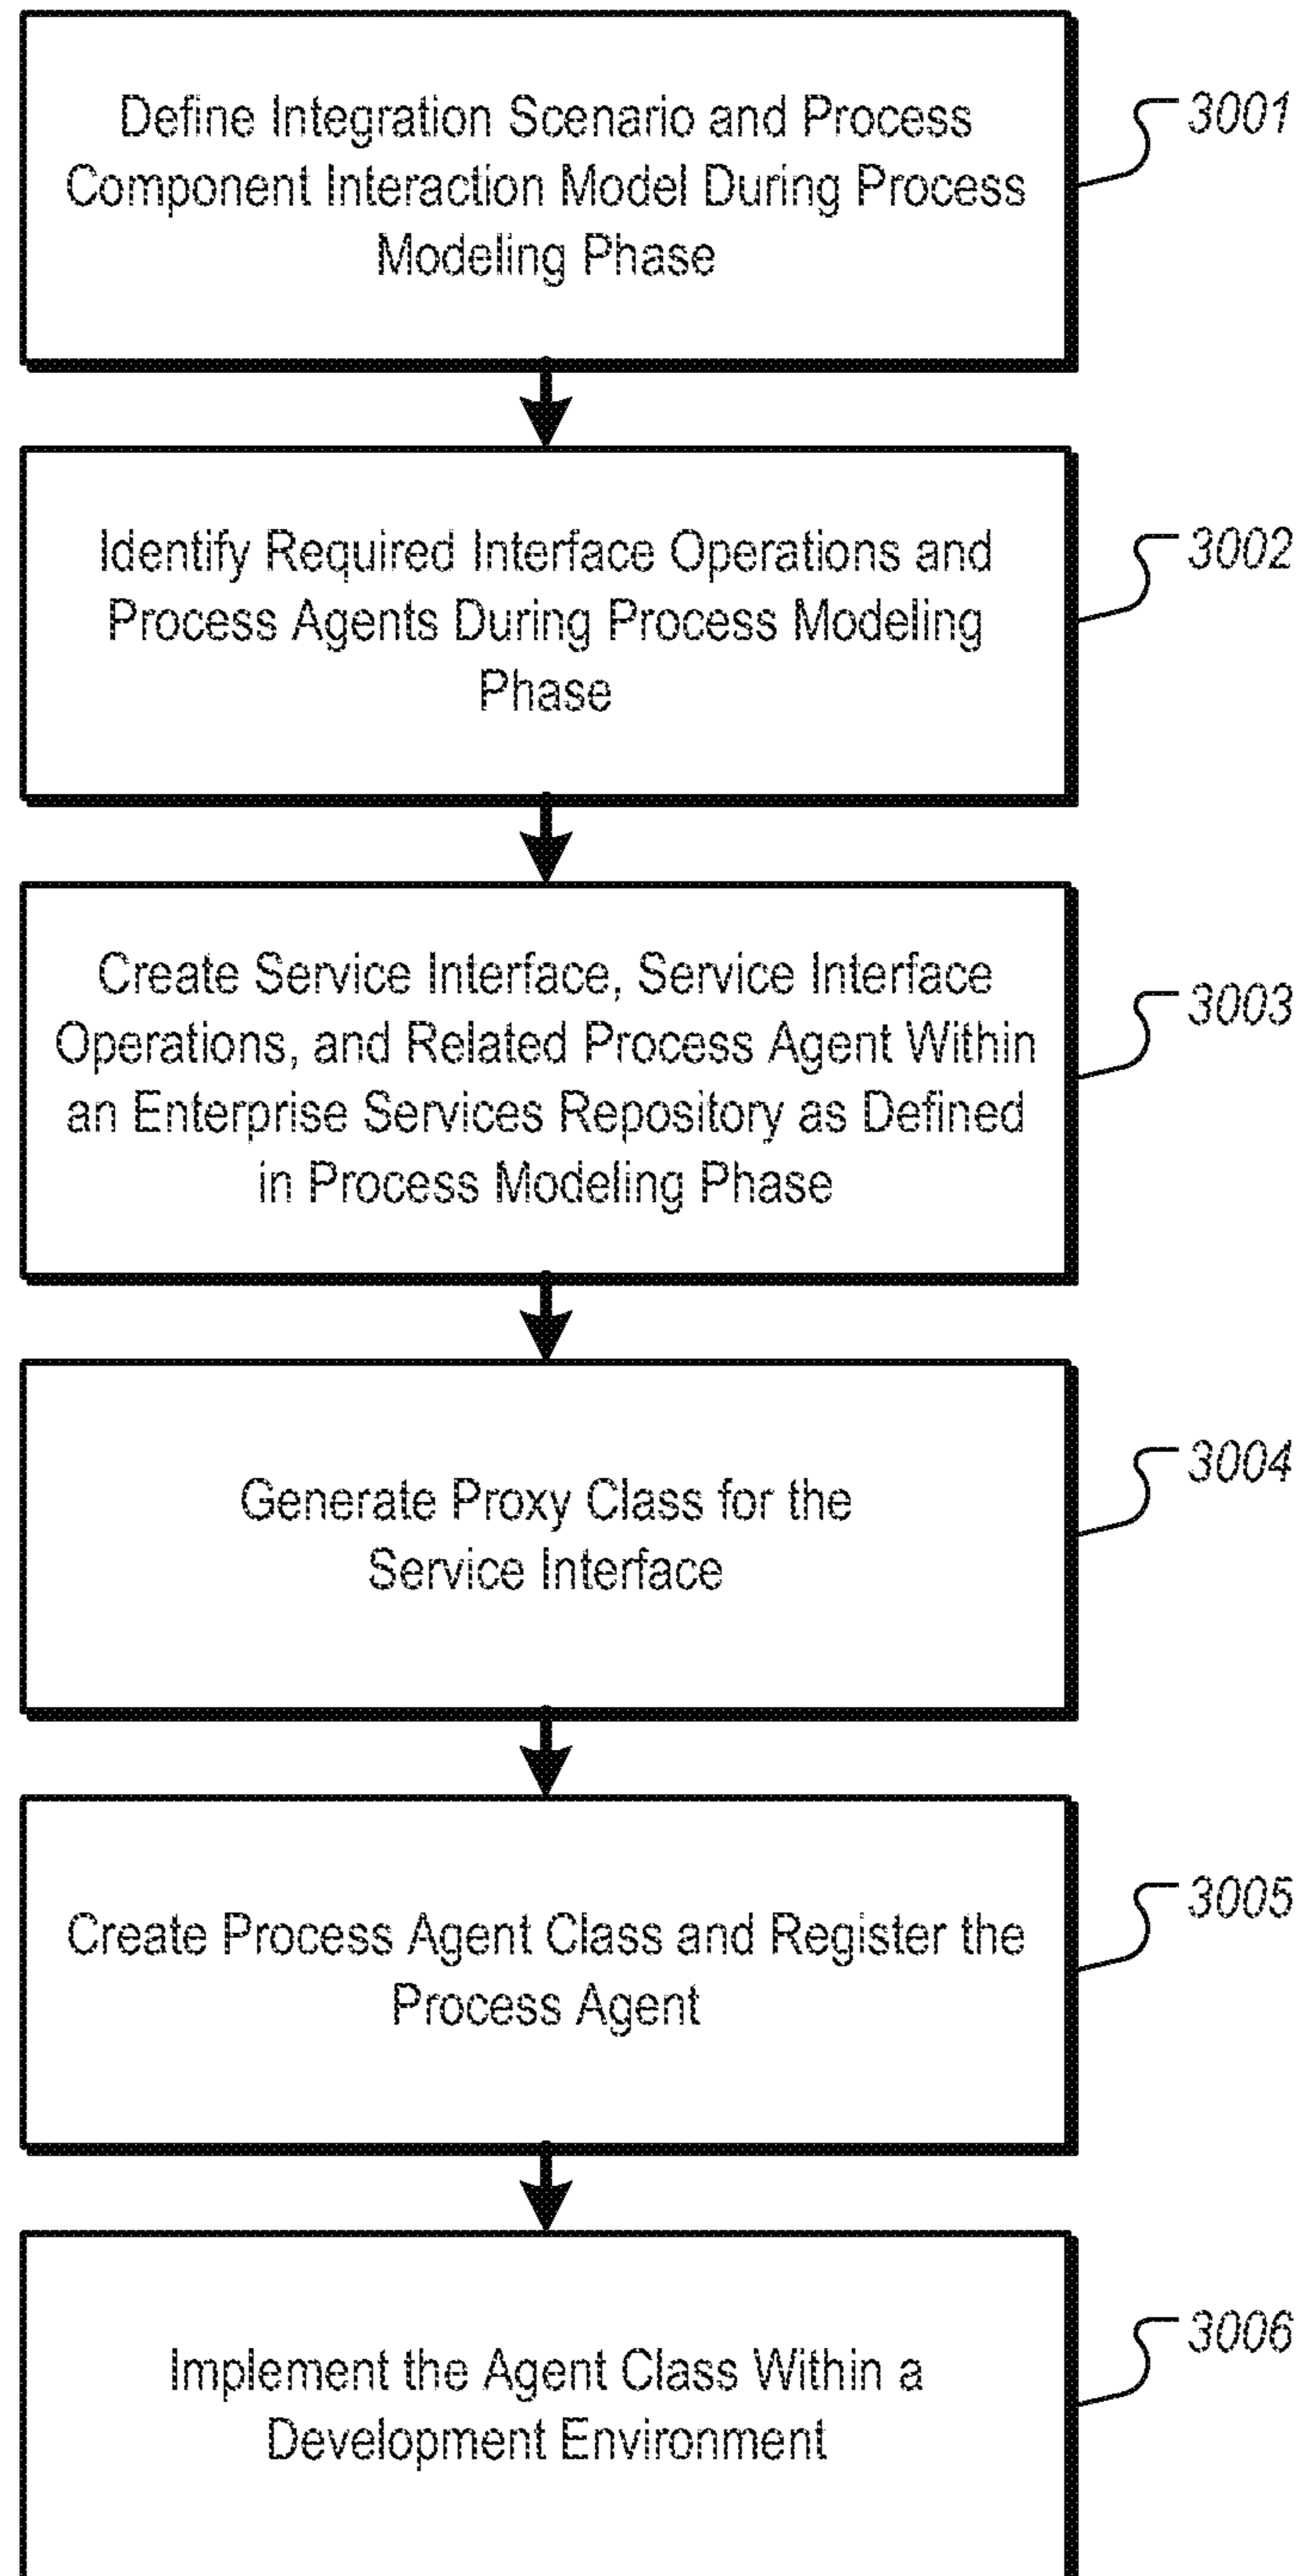 Define Integration Scenario and Process
Component Interaction Model During Process
Modeling Phase
3001
Identify Required Interface Operations and
Process Agents During Process Modeling
Phase
3002
Create Service Interface, Service Interface
Operations, and Related Process Agent Within
an Enterprise Services Repository as Defined
in Process Modeling Phase
3003
Generate Proxy Class for the
Service Interface
3004
Create Process Agent Class and Register the
Process Agent
3005
Implement the Agent Class Within a
Development Environment
3006